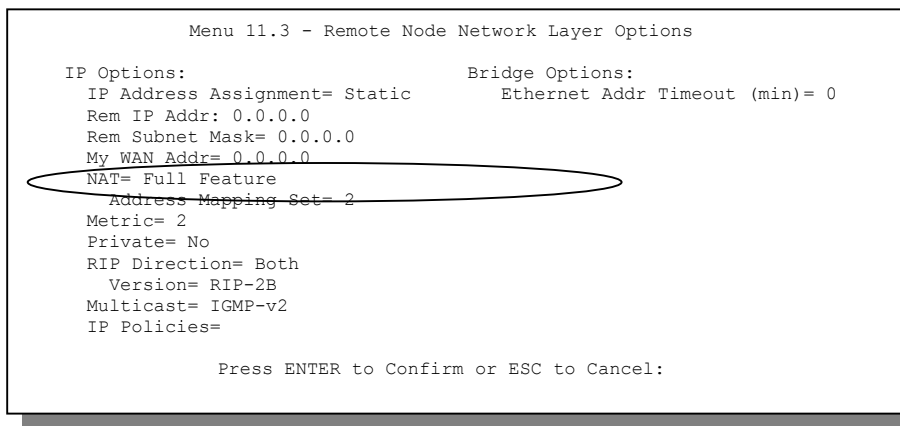 Menu 11.3 - Remote Node Network Layer Options
IP Options: Bridge Options:
IP Address Assignment= Static Ethernet Addr Timeout (min)= 0
Rem IP Addr: 0.0.0.0
Rem Subnet Mask= 0.0.0.0
My WAN Addr= 0.0.0.0
NAT= Full Feature
Address Mapping Set= 2
Metric= 2
Private= No
RIP Direction= Both
Version= RIP-2B
Multicast= IGMP-v2
IP Policies=
Press ENTER to Confirm or ESC to Cancel: